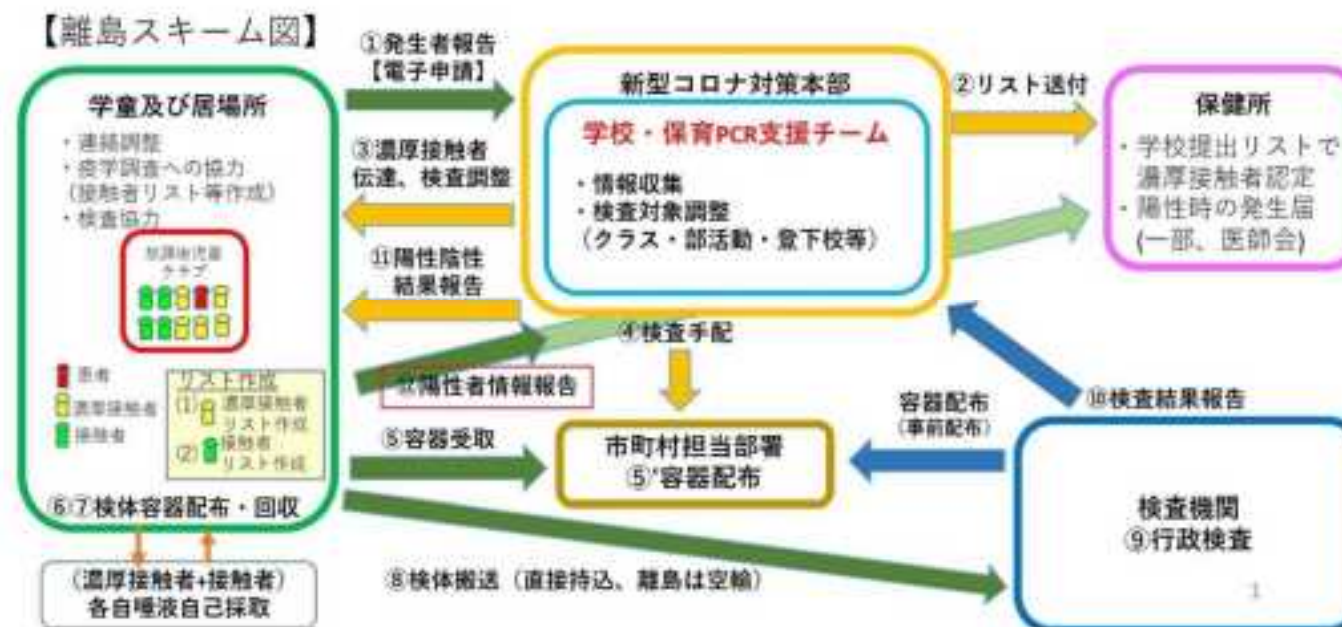 【離島スキーム図】
学童及び居場所
・連絡調整
・疫学調査への協力
(接触者リスト等作成)
・検査協力
放課後児童
クラブ
患者
濃厚接触者
接触者
リスト作成
(1) 濃厚接触者
リスト作成
(2) 接触者
リスト作成
⑥⑦検体容器配布・回収
(濃厚接触者+接触者)
各自唾液自己採取
①発生者報告
【電子申請】
③濃厚接触者
伝達、検査調整
⑪陽性陰性
結果報告
⑫陽性者情報報告
⑤容器受取
⑧検体搬送(直接持込、離島は空輸)
新型コロナ対策本部
学校・保育PCR支援チーム
・情報収集
・検査対象調整
(クラス・部活動・登下校等)
④検査手配
市町村担当部署
⑤'容器配布
②リスト送付
保健所
・学校提出リストで
濃厚接触者認定
・陽性時の発生届
(一部、医師会)
容器配布
(事前配布)
⑩検査結果報告
検査機関
⑨行政検査
1